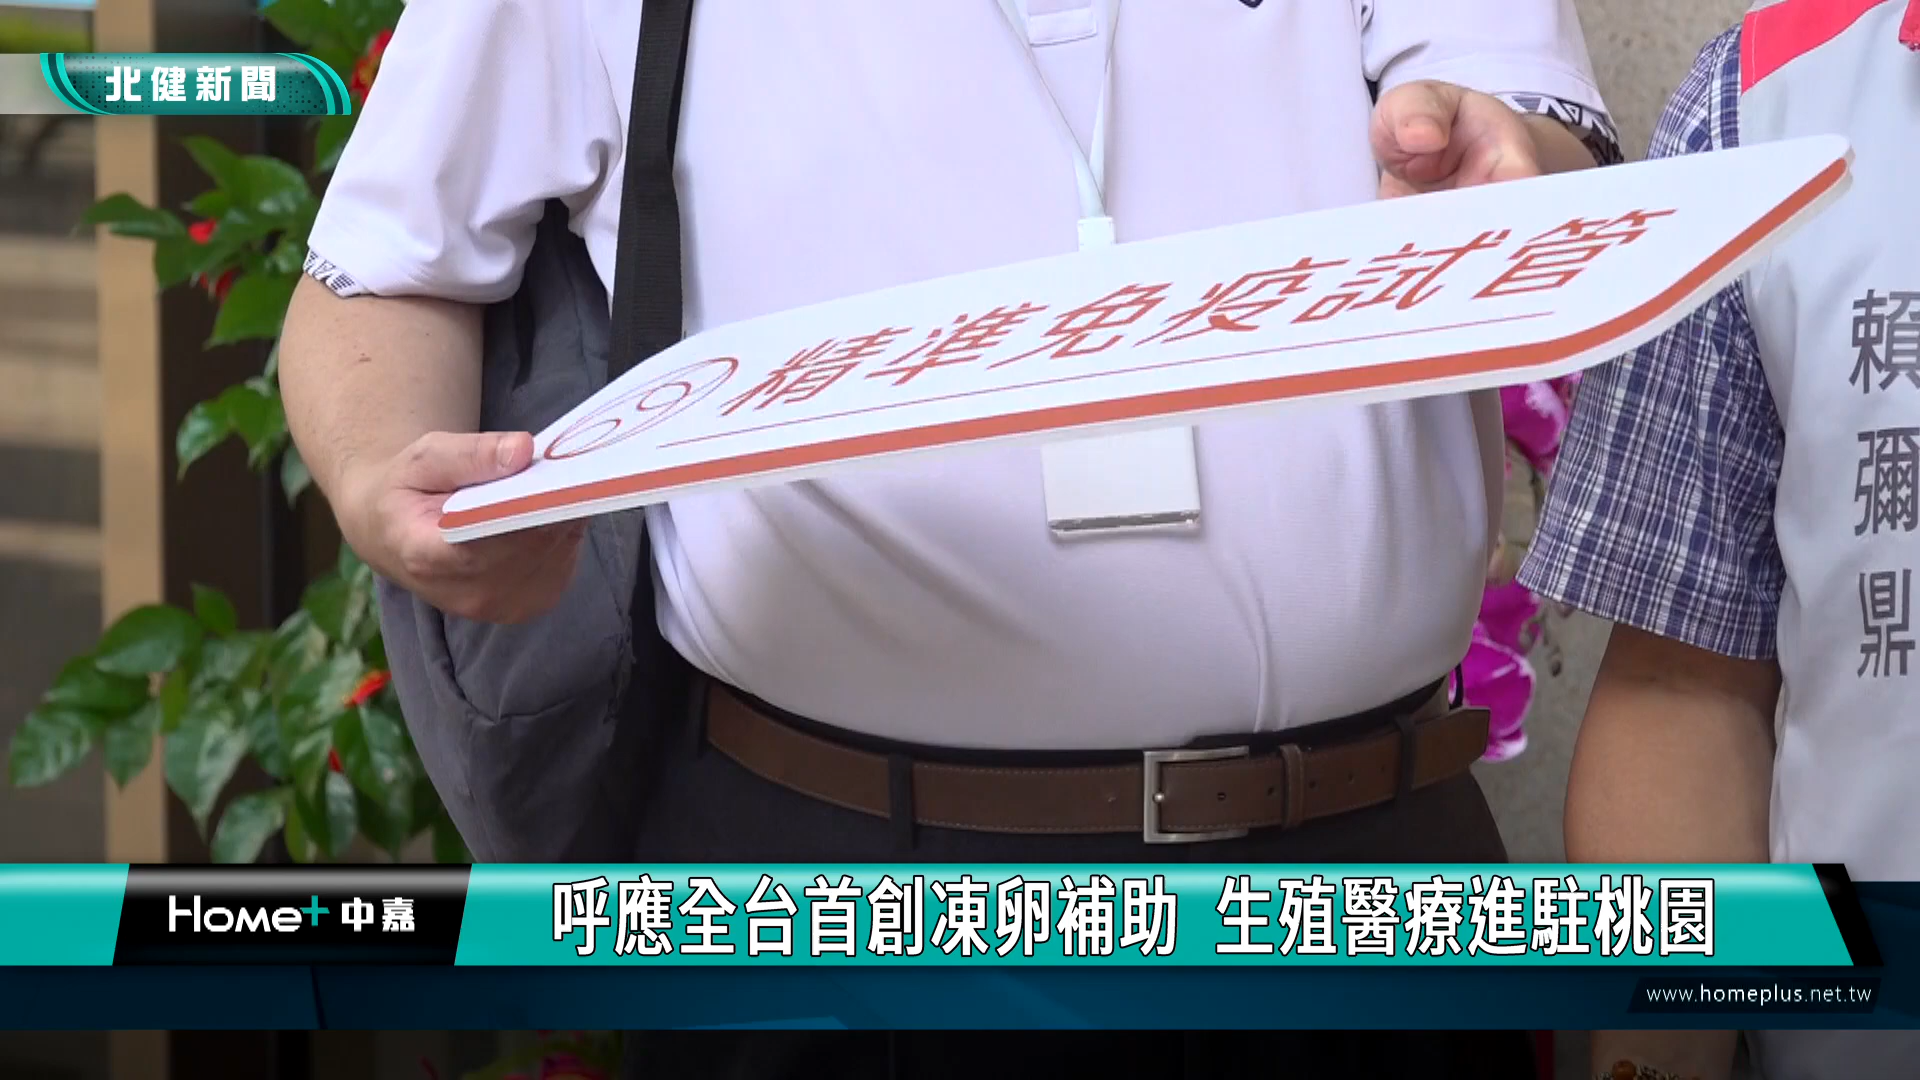 北健新聞
精準免疫試管
賴彌鼎
Home+中嘉
呼應全台首創凍卵補助 生殖醫療進駐桃園
www.homeplus.net.tw